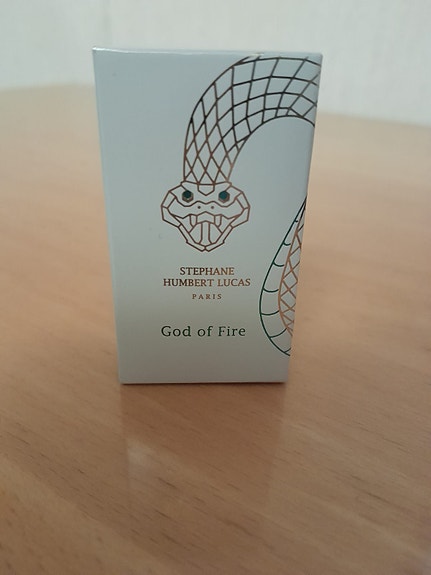 STEPHANE
HUMBERT LUCAS
PARIS
God of Fire